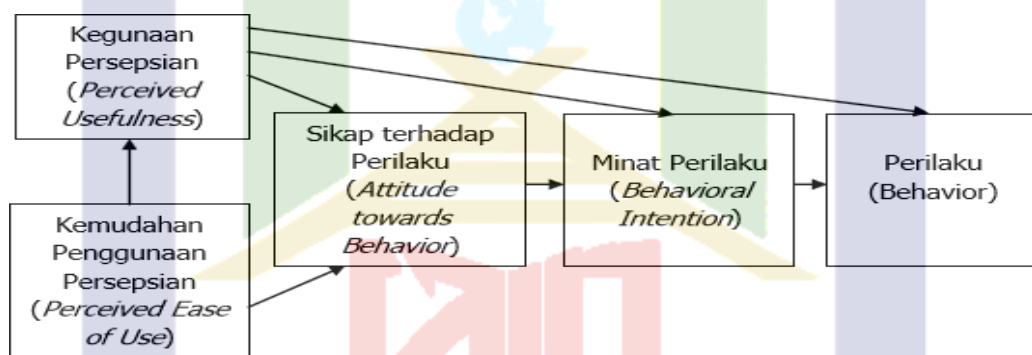 Kegunaan
Persepsian
(Perceived
Usefulness)
Kemudahan
Penggunaan
Persepsian
(Perceived Ease
of Use)
Sikap terhadap
Perilaku
(Attitude
towards
Behavior)
Minat Perilaku
(Behavioral
Intention)
Perilaku
(Behavior)